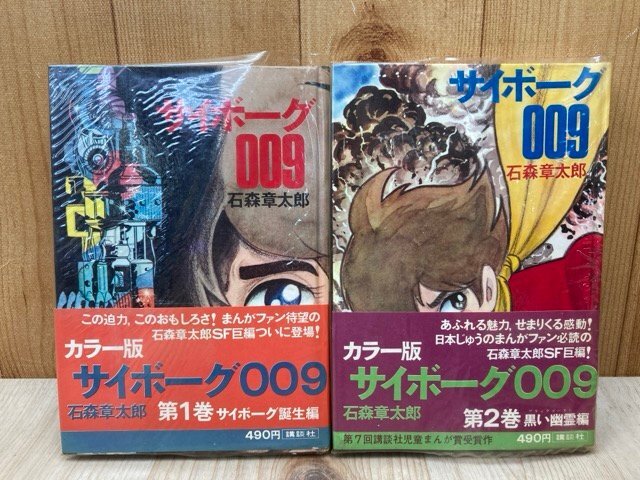 サイボーグ
009
石森章太郎
この迫力、このおもしろさ！まんがファン待望の
石森章太郎SF巨編ついに登場！
カラー版
サイボーグ009
石森章太郎 第1巻 サイボーグ誕生編
490円 講談社
サイボーグ
009
石森章太郎
あふれる魅力、せまりくる感動！
日本じゅうのまんがファン必読の
石森章太郎SF巨編！
カラー版
サイボーグ009
石森章太郎 第2巻 黒い幽霊編
第7回講談社児童まんが賞受賞作 490円 講談社